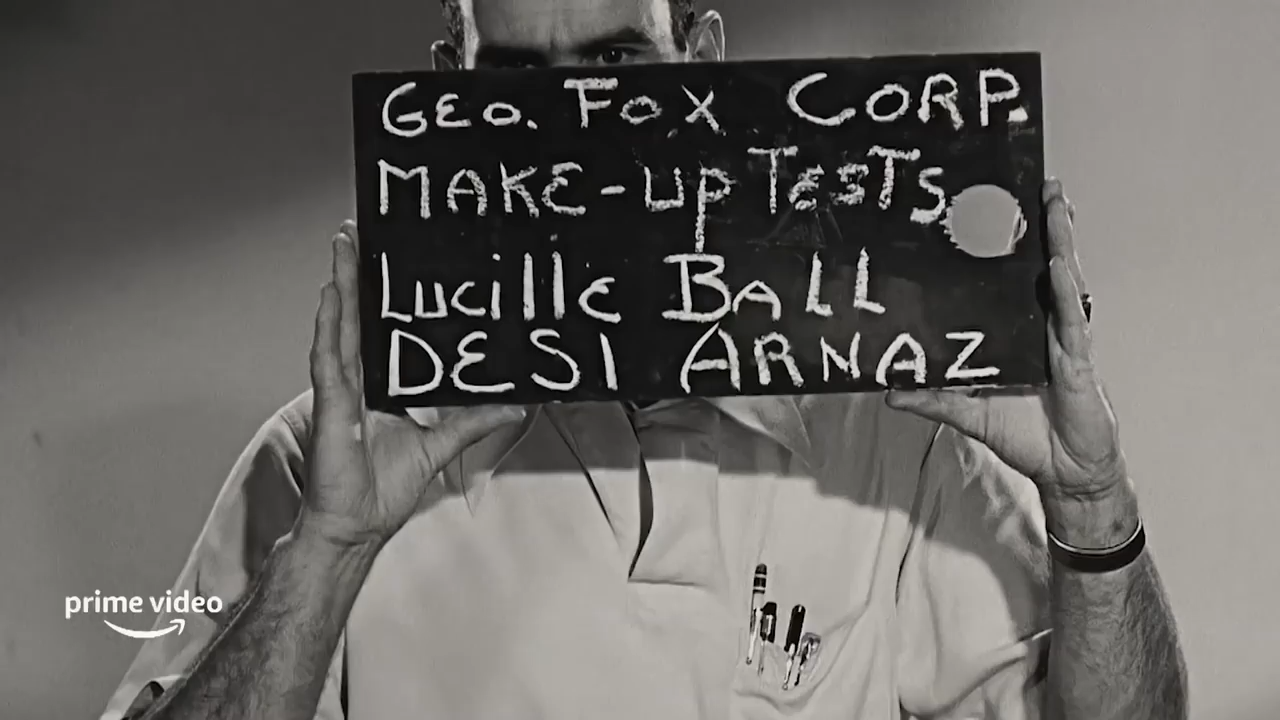 GEO. FOX CORP.
MAKE-UP TESTS
LuCillE BALL
DESI ARNAZ
prime video